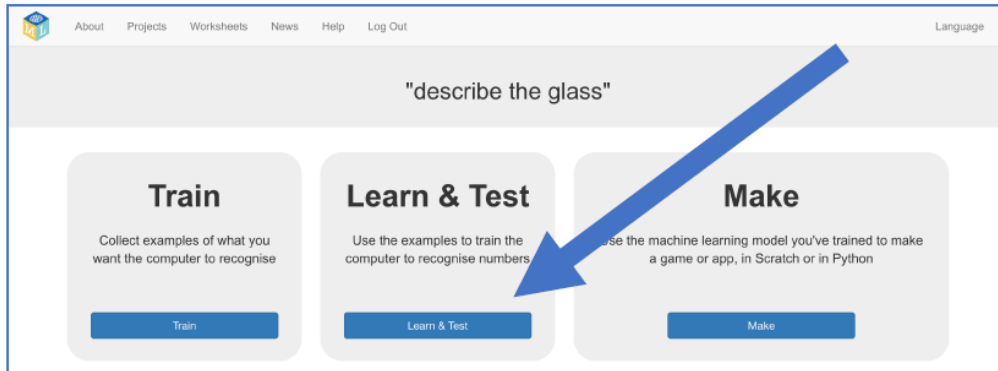 About Projects Worksheets News Help Log Out Language
"describe the glass"
Train
Collect examples of what you
want the computer to recognise
Train
Learn & Test
Use the examples to train the
computer to recognise numbers
Learn & Test
Make
the machine learning model you've trained to make
a game or app, in Scratch or in Python
Make